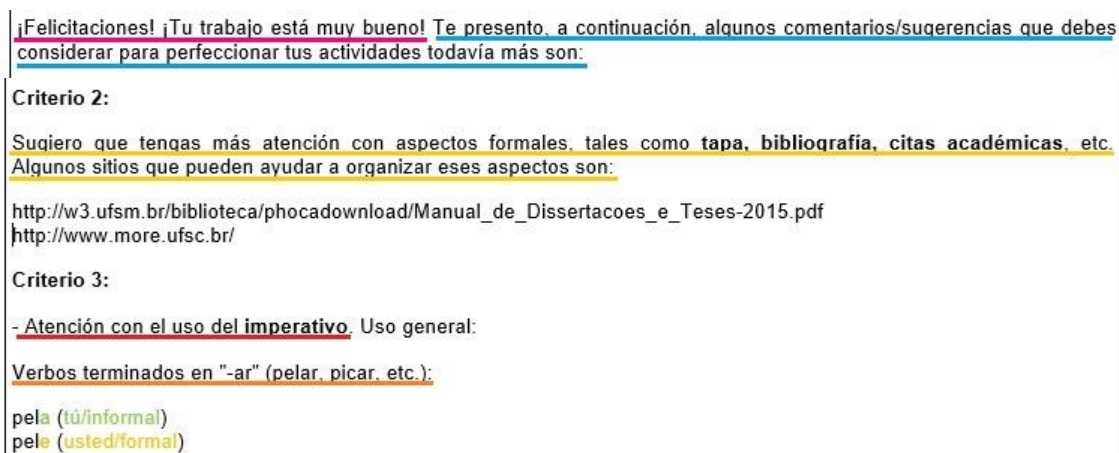 ¡Felicitaciones! ¡Tu trabajo está muy bueno! Te presento, a continuación, algunos comentarios/sugerencias que debes
considerar para perfeccionar tus actividades todavía más son:
Criterio 2:
Sugiero que tengas más atención con aspectos formales, tales como tapa, bibliografía, citas académicas, etc.
Algunos sitios que pueden ayudar a organizar eses aspectos son:
http://w3.ufsm.br/biblioteca/phocadownload/Manual_de_Dissertacoes_e_Teses-2015.pdf
http://www.more.ufsc.br/
Criterio 3:
- Atención con el uso del imperativo. Uso general:
Verbos terminados en "-ar" (pelar, picar, etc.):
pela (tú/informal)
pele (usted/formal)